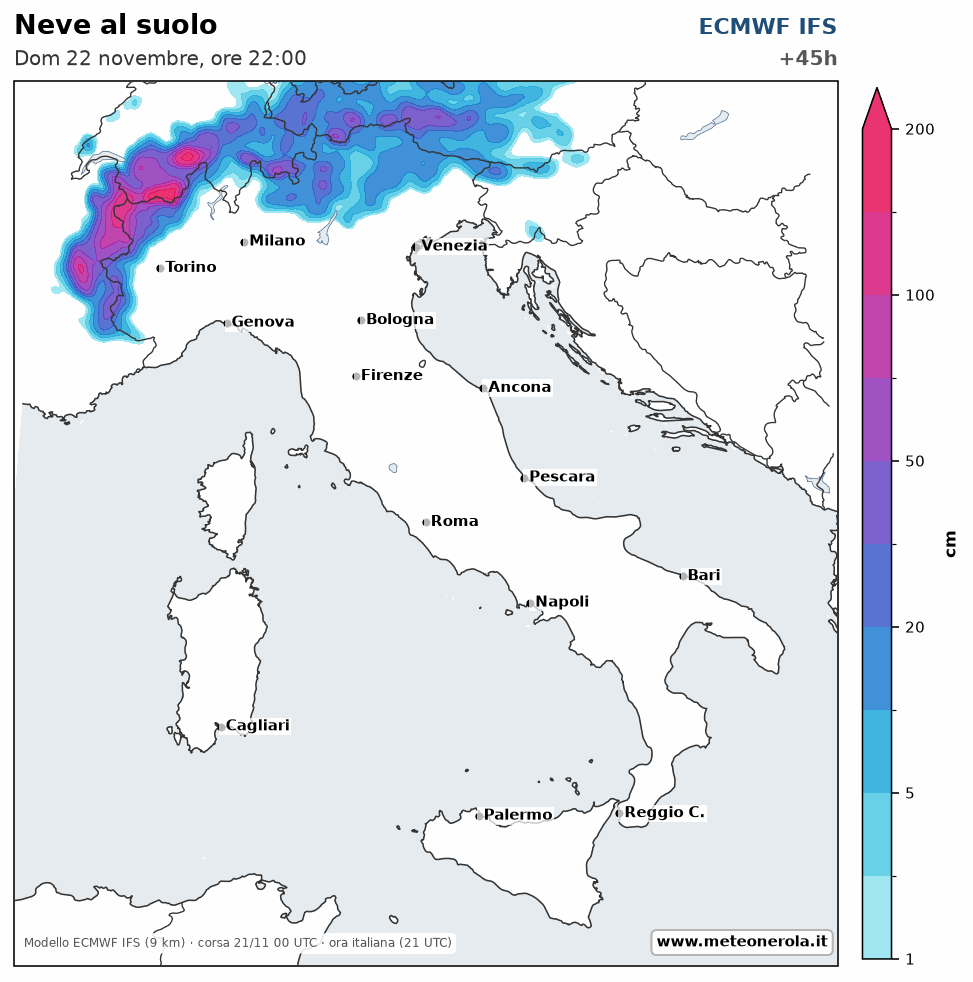 Neve al suolo
ECMWF IFS
Dom 22 novembre, ore 22:00
+45h
Milano
Venezia
Torino
Genova
Bologna
Firenze
Ancona
Pescara
Roma
Bari
Napoli
Cagliari
Palermo
Reggio C.
200
100
50
20
5
1
cm
Modello ECMWF IFS (9 km) · corsa 21/11 00 UTC · ora italiana (21 UTC)
www.meteonerola.it